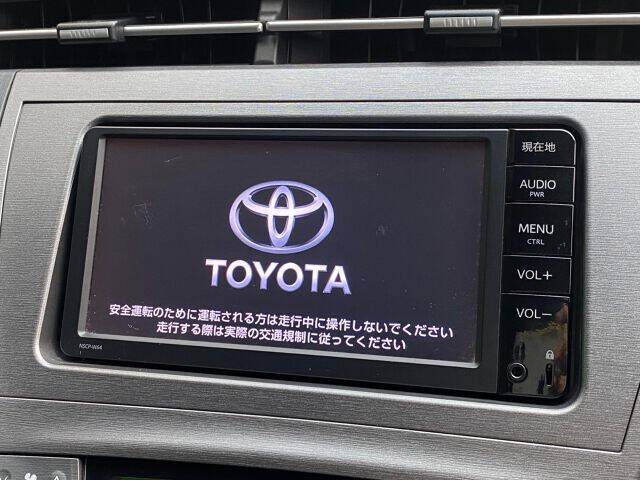 現在地
AUDIO
PWR
MENU
CTRL
VOL+
VOL−
TOYOTA
安全運転のために運転される方は走行中に操作しないでください
走行する際は実際の交通規制に従ってください
NSCP-W64